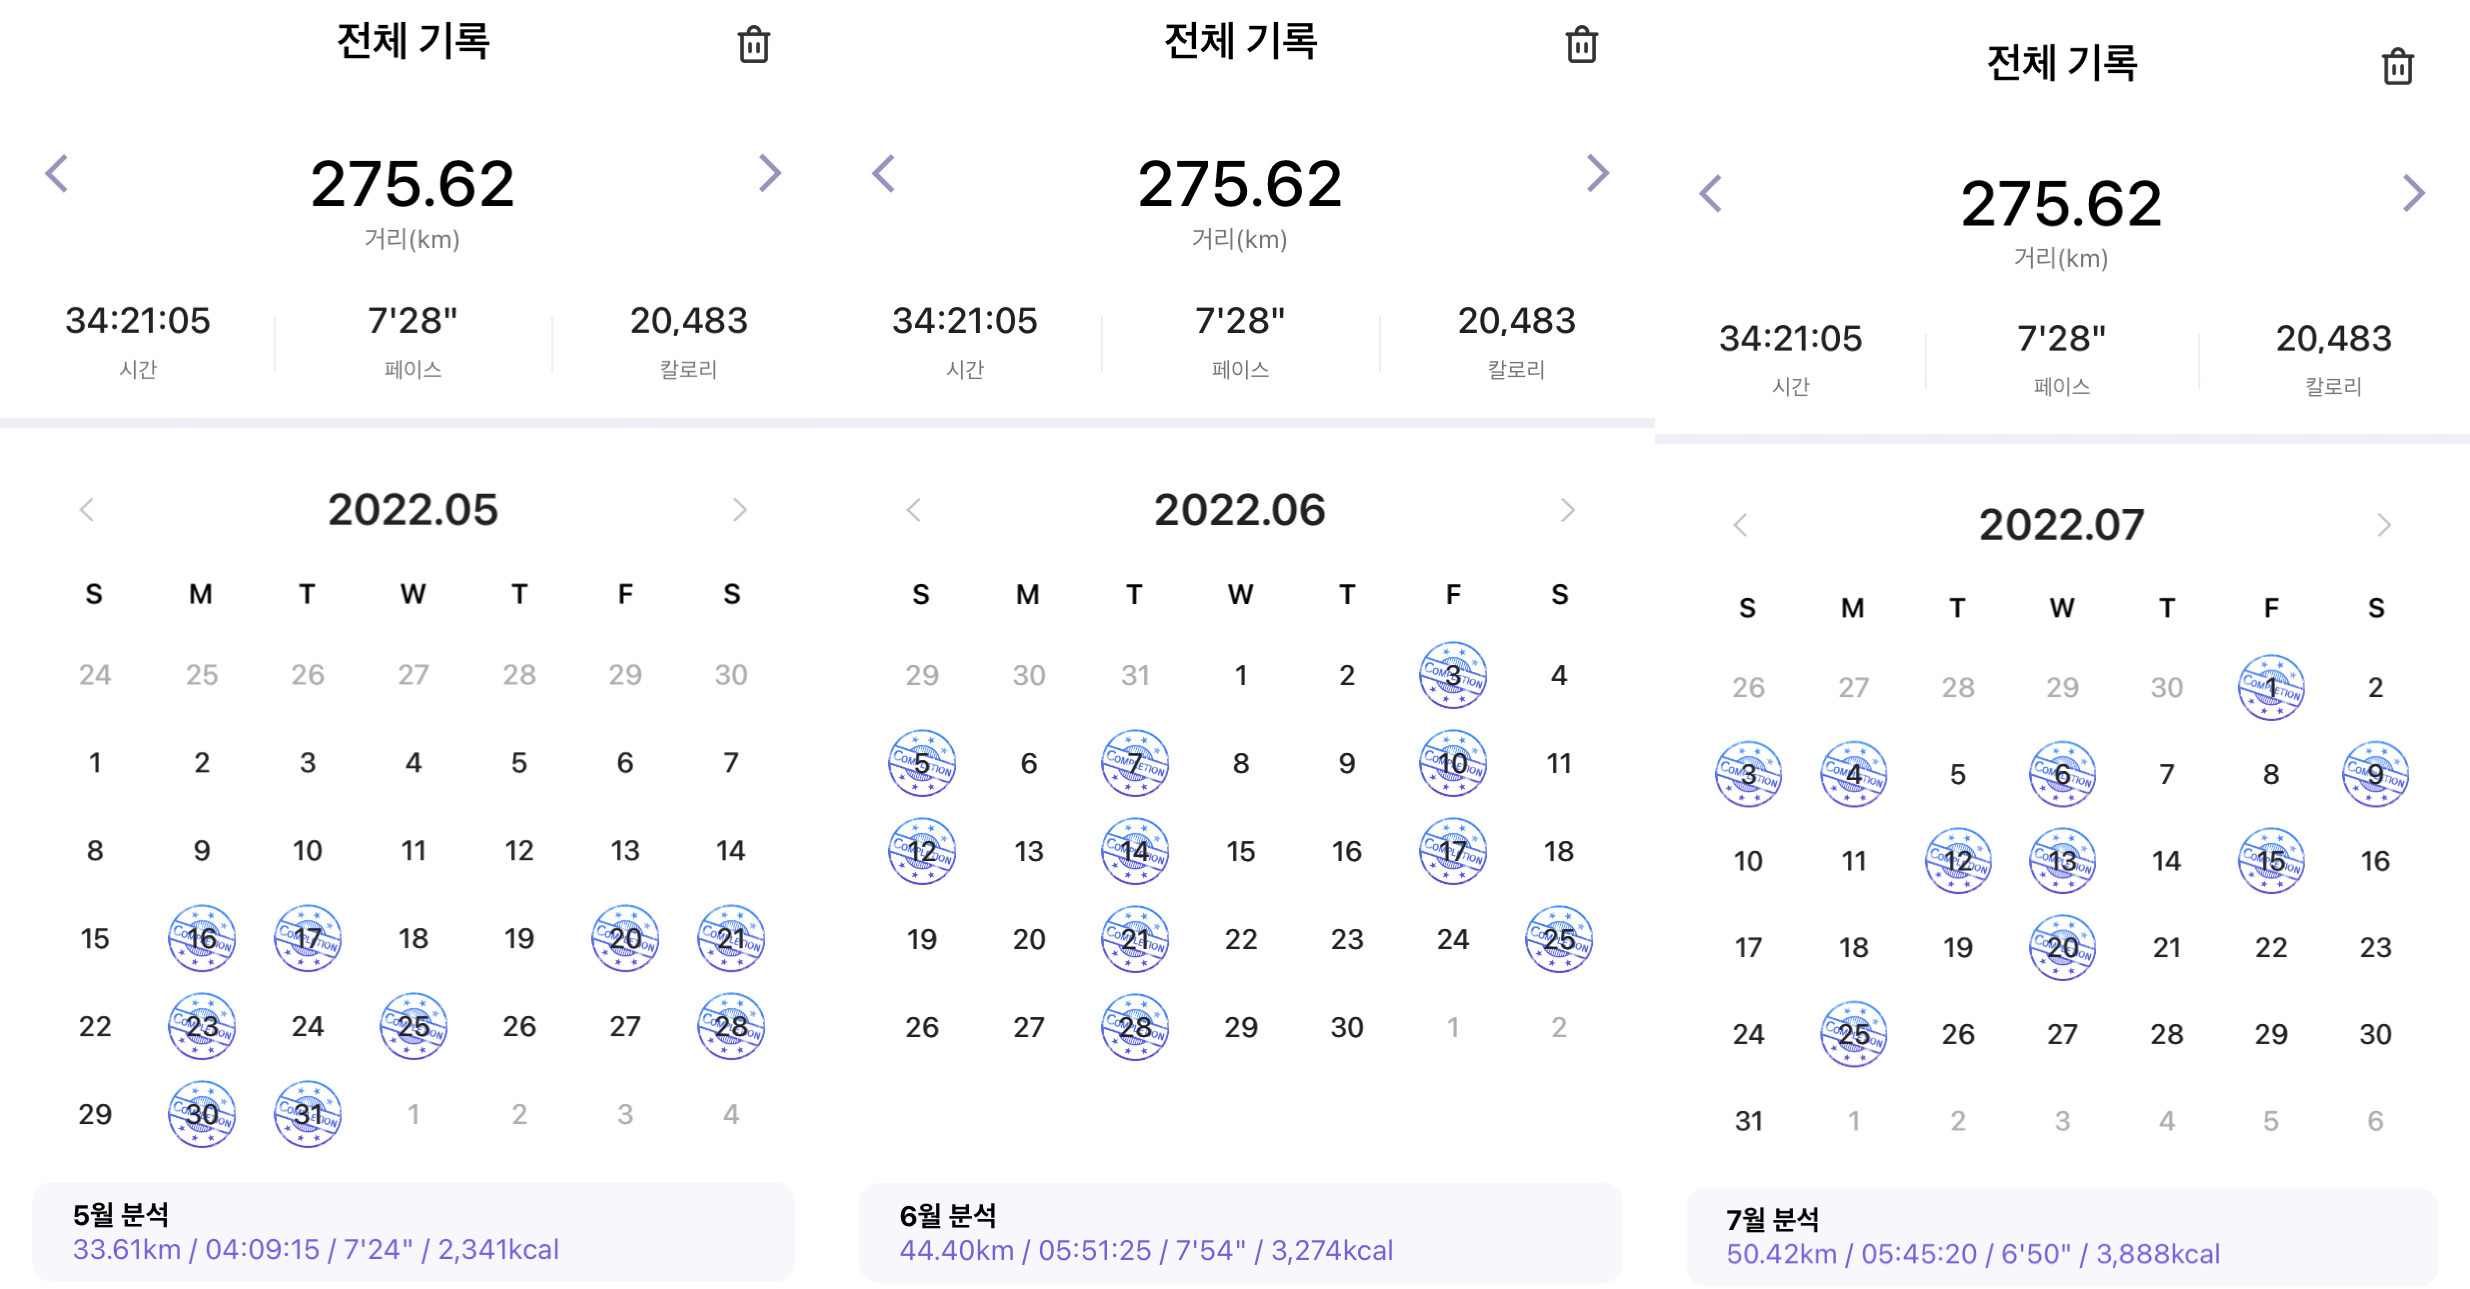 전체 기록
275.62
거리(km)
34:21:05 7'28" 20,483
시간 페이스 칼로리
2022.05
S M T W T F S
24 25 26 27 28 29 30
1 2 3 4 5 6 7
8 9 10 11 12 13 14
15 16 17 18 19 20 21
22 23 24 25 26 27 28
29 30 31 1 2 3 4
5월 분석
33.61km / 04:09:15 / 7'24" / 2,341kcal
전체 기록
275.62
거리(km)
34:21:05 7'28" 20,483
시간 페이스 칼로리
2022.06
S M T W T F S
29 30 31 1 2 3 4
5 6 7 8 9 10 11
12 13 14 15 16 17 18
19 20 21 22 23 24 25
26 27 28 29 30 1 2
6월 분석
44.40km / 05:51:25 / 7'54" / 3,274kcal
전체 기록
275.62
거리(km)
34:21:05 7'28" 20,483
시간 페이스 칼로리
2022.07
S M T W T F S
26 27 28 29 30 1 2
3 4 5 6 7 8 9
10 11 12 13 14 15 16
17 18 19 20 21 22 23
24 25 26 27 28 29 30
31 1 2 3 4 5 6
7월 분석
50.42km / 05:45:20 / 6'50" / 3,888kcal